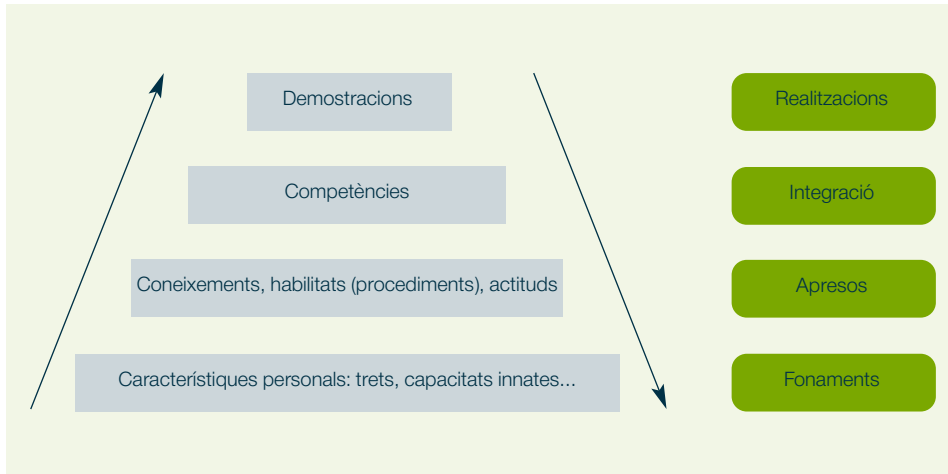 Demostracions
Realitzacions
Competències
Integració
Coneixements, habilitats (procediments), actituds
Apresos
Característiques personals: trets, capacitats innates...
Fonaments